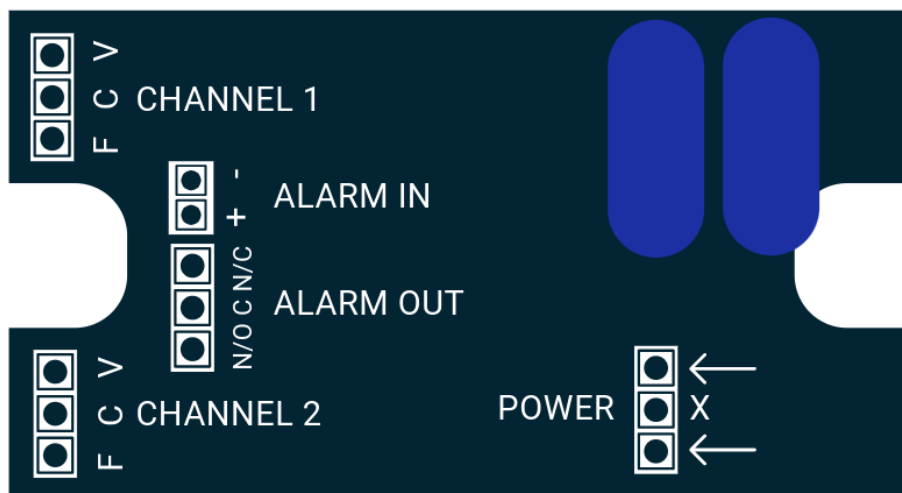 V
C CHANNEL 1
F
- ALARM IN
+
N/C
C ALARM OUT
N/O
V
C CHANNEL 2
F
POWER X